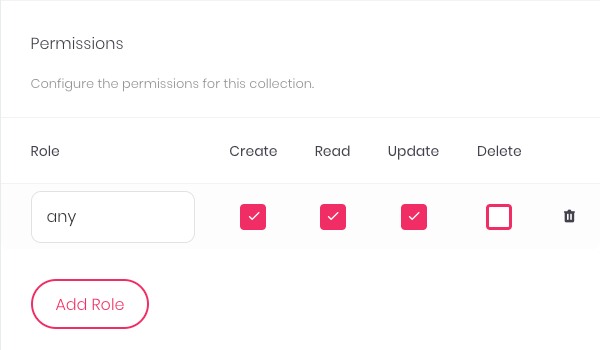 Permissions
Configure the permissions for this collection.
Role Create Read Update Delete
any
Add Role